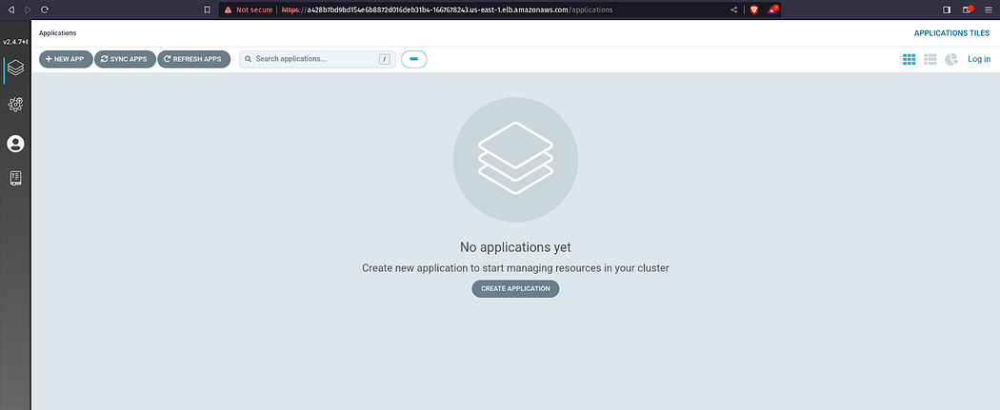 Not secure | https://a428b7bd9bd154e6b8872d016deb31b4-1667678243.us-east-1.elb.amazonaws.com/applications
Applications
APPLICATIONS TILES
v2.4.7+
NEW APP
SYNC APPS
REFRESH APPS
Search applications...
/
Log in
No applications yet
Create new application to start managing resources in your cluster
CREATE APPLICATION